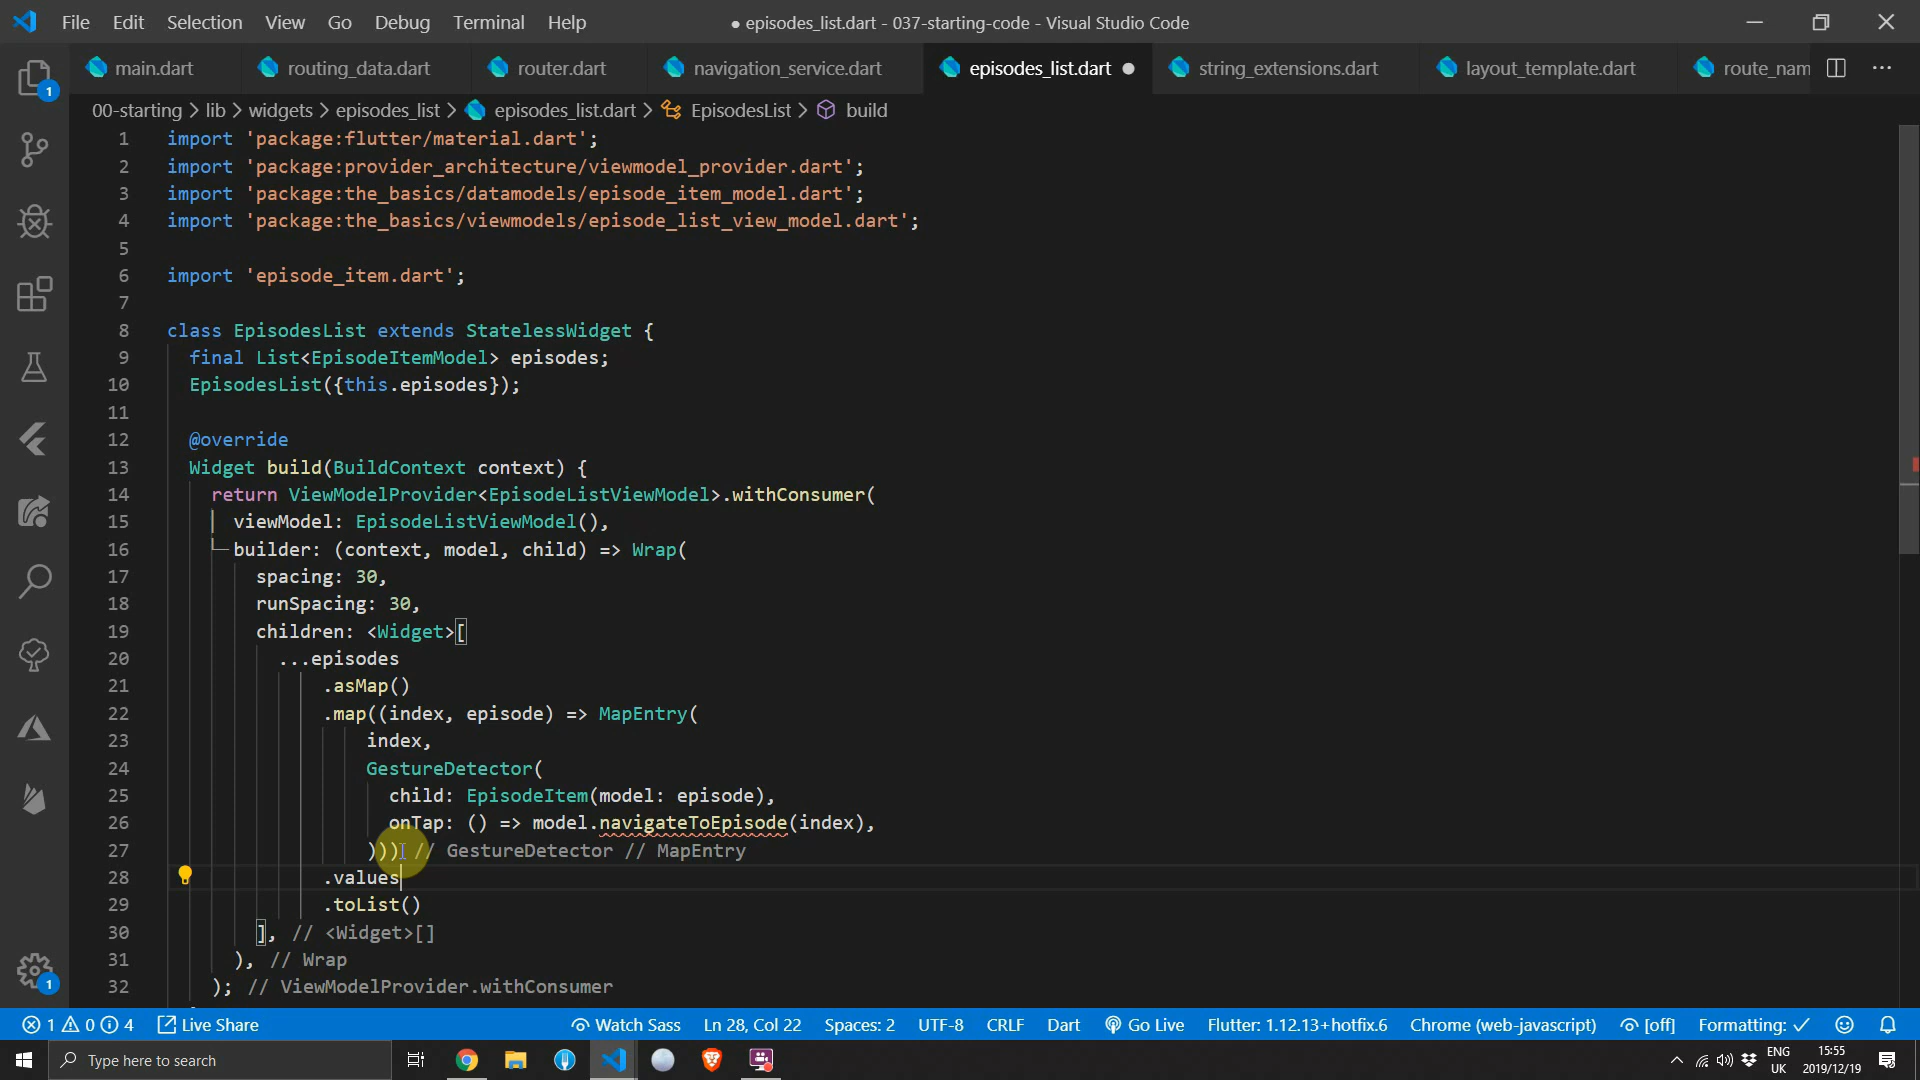 File Edit Selection View Go Debug Terminal Help
● episodes_list.dart - 037-starting-code - Visual Studio Code
main.dart routing_data.dart router.dart navigation_service.dart episodes_list.dart ● string_extensions.dart layout_template.dart route_nam
1
00-starting > lib > widgets > episodes_list > episodes_list.dart > EpisodesList > build
1 import 'package:flutter/material.dart';
2 import 'package:provider_architecture/viewmodel_provider.dart';
3 import 'package:the_basics/datamodels/episode_item_model.dart';
4 import 'package:the_basics/viewmodels/episode_list_view_model.dart';
5
6 import 'episode_item.dart';
7
8 class EpisodesList extends StatelessWidget {
9 final List<EpisodeItemModel> episodes;
10 EpisodesList({this.episodes});
11
12 @override
13 Widget build(BuildContext context) {
14 return ViewModelProvider<EpisodeListViewModel>.withConsumer(
15 viewModel: EpisodeListViewModel(),
16 builder: (context, model, child) => Wrap(
17 spacing: 30,
18 runSpacing: 30,
19 children: <Widget>[
20 ...episodes
21 .asMap()
22 .map((index, episode) => MapEntry(
23 index,
24 GestureDetector(
25 child: EpisodeItem(model: episode),
26 onTap: () => model.navigateToEpisode(index),
27 ))) // GestureDetector // MapEntry
28 .values
29 .toList()
30 ], // <Widget>[]
31 ), // Wrap
32 ); // ViewModelProvider.withConsumer
1
1 0 4 Live Share Watch Sass Ln 28, Col 22 Spaces: 2 UTF-8 CRLF Dart Go Live Flutter: 1.12.13+hotfix.6 Chrome (web-javascript) [off] Formatting: ✓
Type here to search
ENG
UK
15:55
2019/12/19